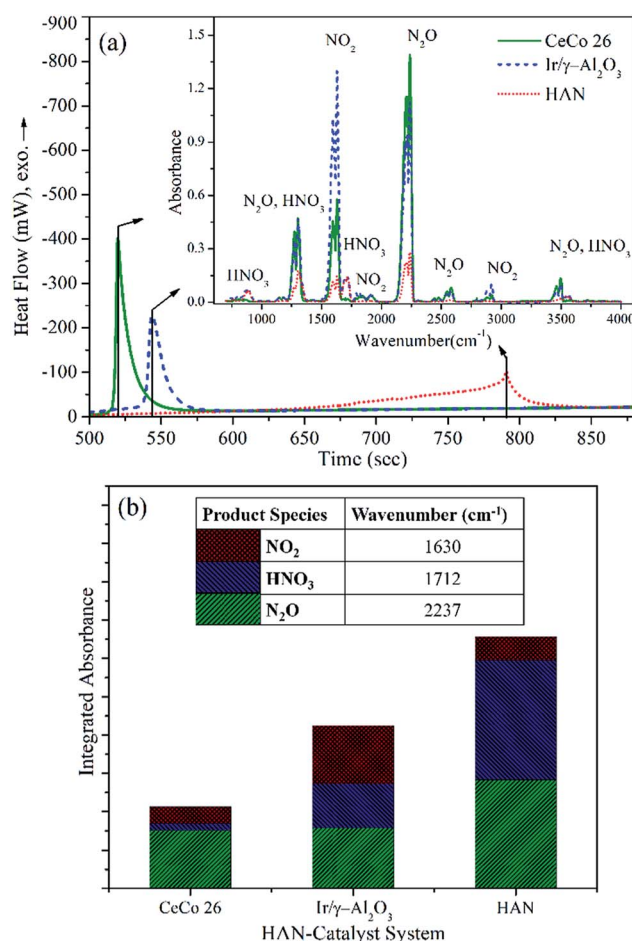 (a)
Heat Flow (mW), exo. →
-900
-800
-700
-600
-500
-400
-300
-200
-100
0
500
550
600
650
700
750
800
850
Time (sec)
CeCo 26
Ir/γ–Al₂O₃
HAN
Absorbance
1.5
1.2
0.9
0.6
0.3
0.0
NO₂
N₂O
N₂O, HNO₃
HNO₃
HNO₃
NO₂
N₂O
NO₂
N₂O, HNO₃
1000
1500
2000
2500
3000
3500
4000
Wavenumber(cm⁻¹)
(b)
Product Species Wavenumber (cm⁻¹)
NO₂ 1630
HNO₃ 1712
N₂O 2237
Integrated Absorbance
CeCo 26
Ir/γ–Al₂O₃
HAN
HAN-Catalyst System